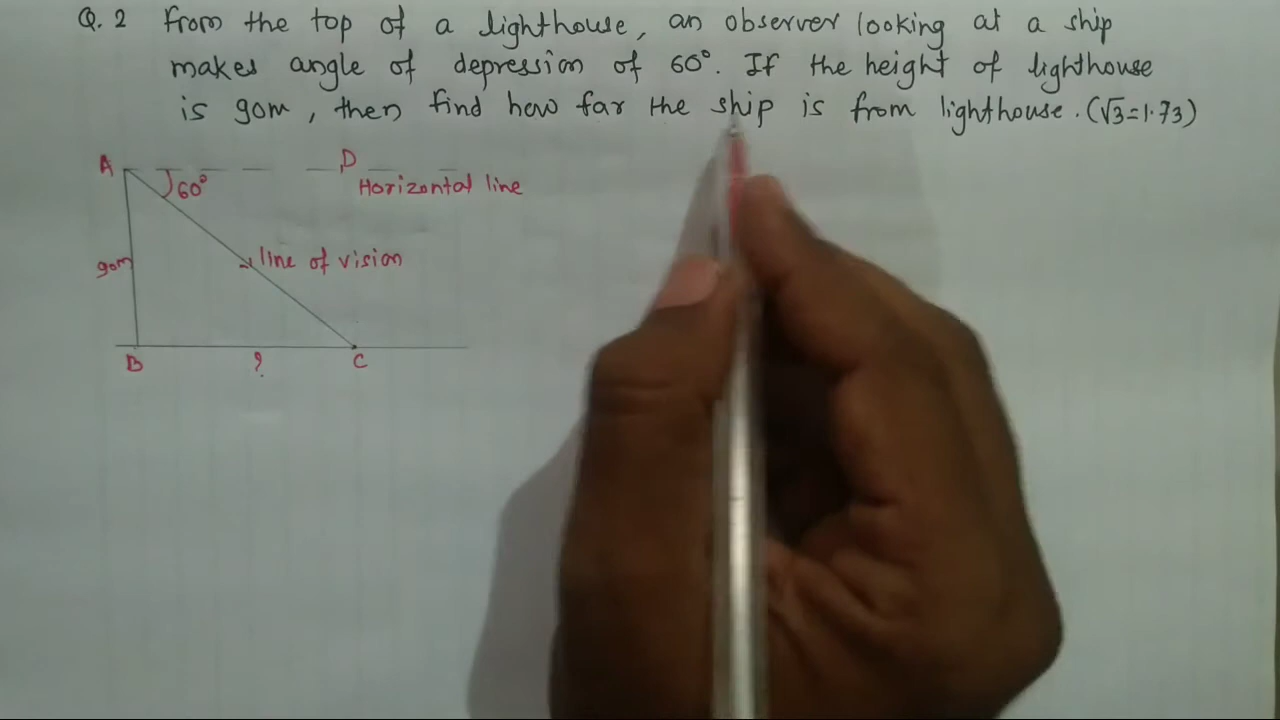 Q. 2 From the top of a lighthouse, an observer looking at a ship
makes angle of depression of 60°. If the height of lighthouse
is 90m, then find how far the ship is from lighthouse. (√3=1.73)
A D
60° Horizontal line
90m line of vision
B ? C